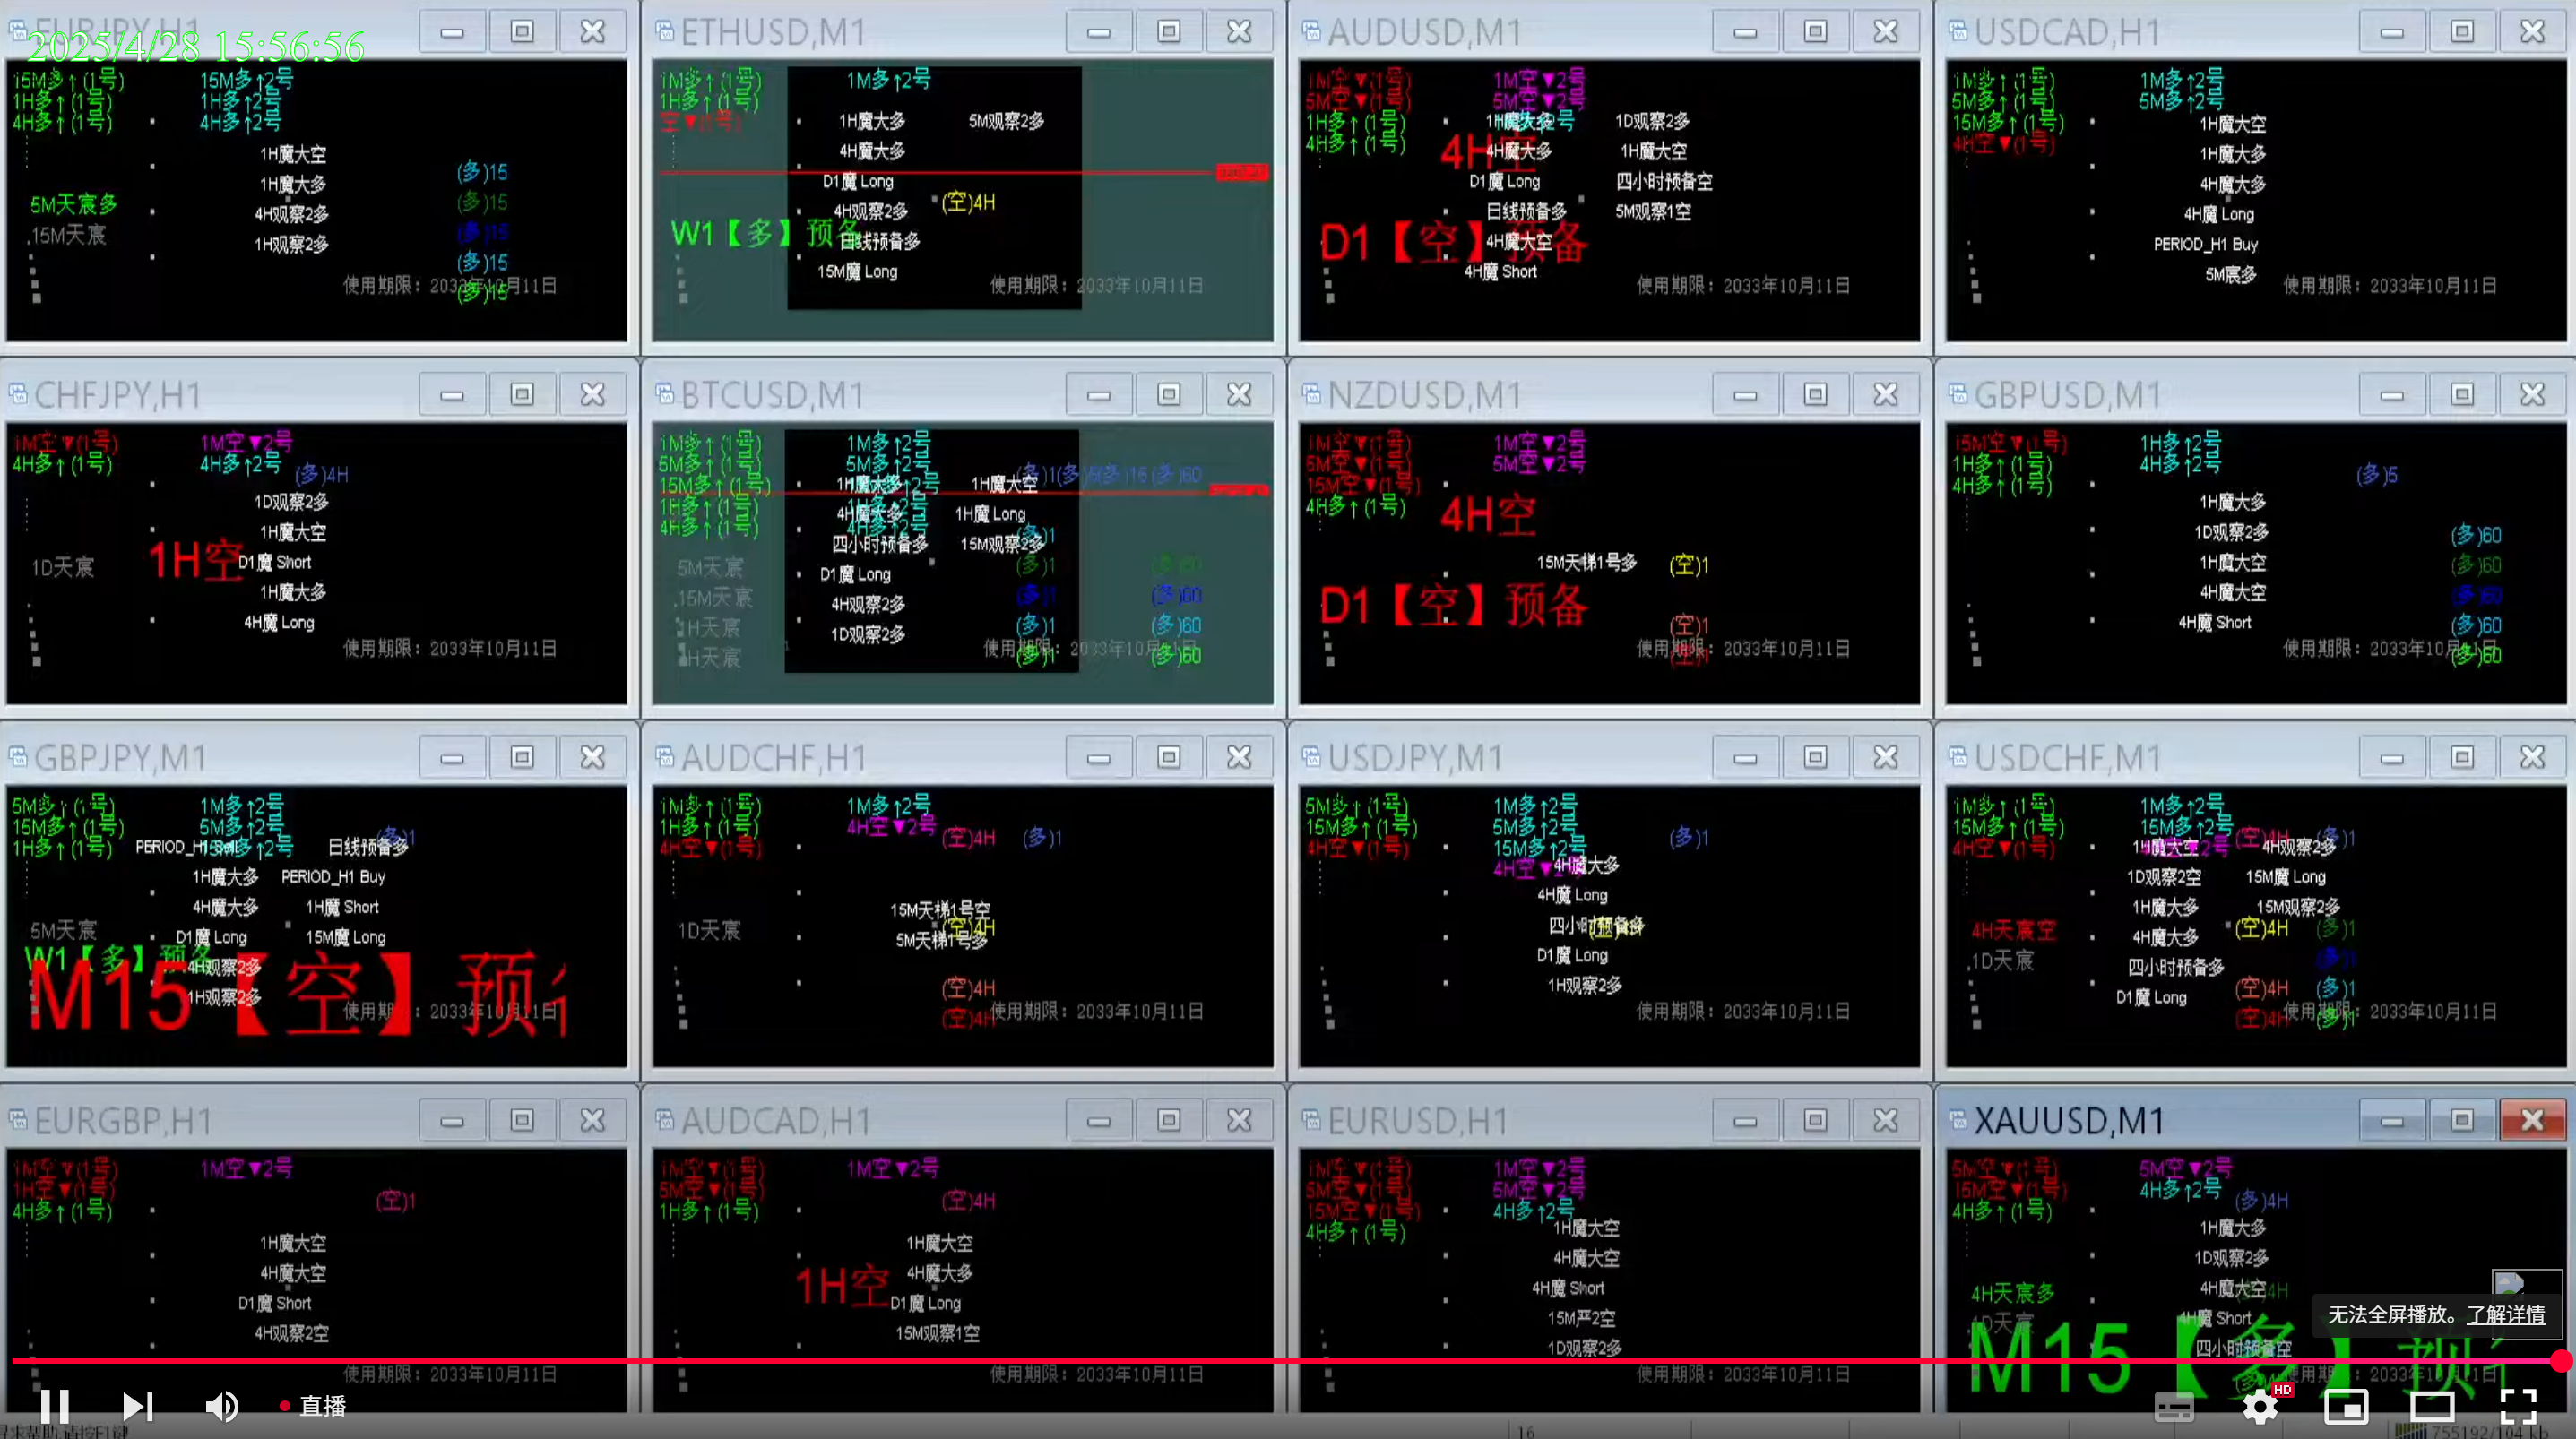 EURJPY,H1
2025/4/28 15:56:56
15M多↑(1号)
15M多↑2号
1H多↑(1号)
1H多↑2号
4H多↑(1号)
4H多↑2号
1H魔大空
(多)15
1H魔大多
5M天宸多
(多)15
4H观察2多
.15M天宸
(多)15
1H观察2多
(多)15
使用期限：2033年10月11日
(多)15
ETHUSD,M1
1M多↑(1号)
1M多↑2号
1H多↑(1号)
空▼(1号)
1H魔大多
5M观察2多
4H魔大多
D1魔 Long
4H观察2多
(空)4H
W1【多】预备
日线预备多
15M魔 Long
使用期限：2033年10月11日
AUDUSD,M1
1M空▼(1号)
1M空▼2号
5M空▼(1号)
5M空▼2号
1H多↑(1号)
1H魔大多
1D观察2多
4H多↑(1号)
4H空
4H魔大多
1H魔大空
D1魔 Long
四小时预备空
日线预备多
5M观察1空
D1【空】预备
4H魔大空
4H魔 Short
使用期限：2033年10月11日
USDCAD,H1
1M多↑(1号)
1M多↑2号
5M多↑(1号)
5M多↑2号
15M多↑(1号)
1H魔大空
4H空▼(1号)
1H魔大多
4H魔大多
4H魔 Long
PERIOD_H1 Buy
5M宸多
使用期限：2033年10月11日
CHFJPY,H1
1M空▼(1号)
1M空▼2号
4H多↑(1号)
4H多↑2号
(多)4H
1D观察2多
1H魔大空
1D天宸
1H空
D1魔 Short
1H魔大多
4H魔 Long
使用期限：2033年10月11日
BTCUSD,M1
1M多↑(1号)
1M多↑2号
5M多↑(1号)
5M多↑2号
15M多↑(1号)
1H魔大多
1H魔大空
(多)60
1H多↑(1号)
4H魔大多
1H魔 Long
4H多↑(1号)
4H多↑2号
四小时预备多
15M观察2多
(多)1
5M天宸
D1魔 Long
(多)1
(多)60
.15M天宸
4H观察2多
(多)1
(多)60
1H天宸
1D观察2多
(多)1
(多)60
H天宸
(多)1
(多)60
NZDUSD,M1
1M空▼(1号)
1M空▼2号
5M空▼(1号)
5M空▼2号
15M空▼(1号)
4H多↑(1号)
4H空
15M天梯1号多
(空)1
D1【空】预备
(空)1
使用期限：2033年10月11日
GBPUSD,M1
15M空▼(1号)
1H多↑2号
1H多↑(1号)
4H多↑2号
4H多↑(1号)
(多)5
1H魔大多
1D观察2多
(多)60
1H魔大空
(多)60
4H魔大空
(多)60
4H魔 Short
(多)60
使用期限：2033年10月11日
(多)60
GBPJPY,M1
5M多↑(1号)
1M多↑2号
15M多↑(1号)
5M多↑2号
(多)1
1H多↑(1号)
15M多↑2号
日线预备多
1H魔大多
PERIOD_H1 Buy
4H魔大多
1H魔 Short
5M天宸
D1魔 Long
15M魔 Long
W1【多】预备
4H观察2多
M15【空】预
1H观察2多
使用期限：2033年10月11日
AUDCHF,H1
1M多↑(1号)
1M多↑2号
1H多↑(1号)
4H空▼2号
(空)4H
(多)1
4H空▼(1号)
15M天梯1号空
1D天宸
(空)4H
5M天梯1号多
(空)4H
(空)4H
使用期限：2033年10月11日
USDJPY,M1
5M多↑(1号)
1M多↑2号
15M多↑(1号)
5M多↑2号
(多)1
4H空▼(1号)
15M多↑2号
4H魔大多
4H魔 Long
四小时预备多
D1魔 Long
1H观察2多
使用期限：2033年10月11日
USDCHF,M1
1M多↑(1号)
1M多↑2号
15M多↑(1号)
15M多↑2号
(空)4H
(多)1
4H空▼(1号)
1H魔大空
4H观察2多
1D观察2空
15M魔 Long
1H魔大多
15M观察2多
4H天宸空
4H魔大多
(空)4H
(多)1
.1D天宸
四小时预备多
D1魔 Long
(空)4H
(多)1
(空)4H
(多)1
使用期限：2033年10月11日
EURGBP,H1
1M空▼(1号)
1M空▼2号
1H空▼(1号)
4H多↑(1号)
(空)1
1H魔大空
4H魔大空
D1魔 Short
4H观察2空
使用期限：2033年10月11日
AUDCAD,H1
1M空▼(1号)
1M空▼2号
5M空▼(1号)
1H多↑(1号)
(空)4H
1H魔大空
1H空
4H魔大多
D1魔 Long
15M观察1空
使用期限：2033年10月11日
EURUSD,H1
1M空▼(1号)
1M空▼2号
5M空▼(1号)
5M空▼2号
15M空▼(1号)
4H多↑2号
4H多↑(1号)
1H魔大空
4H魔大空
4H魔 Short
15M严2空
1D观察2多
使用期限：2033年10月11日
XAUUSD,M1
5M空▼(1号)
5M空▼2号
15M空▼(1号)
4H多↑2号
4H多↑(1号)
(多)4H
1H魔大多
1D观察2多
4H天宸多
4H魔大空
4H魔 Short
M15【多】预
四小时预备空
无法全屏播放。了解详情
直播
HD
16
755192/104 kb